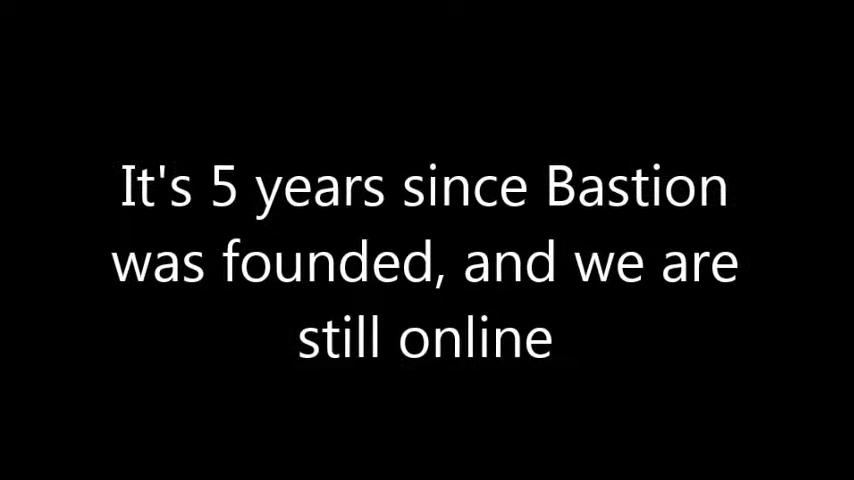 It's 5 years since Bastion
was founded, and we are
still online